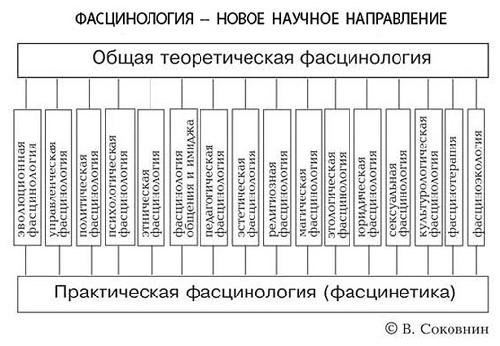 ФАСЦИНОЛОГИЯ – НОВОЕ НАУЧНОЕ НАПРАВЛЕНИЕ
Общая теоретическая фасцинология
эволюционная
фасцинология
управленческая
фасцинология
политическая
фасцинология
психологическая
фасцинология
этническая
фасцинология
фасцинология
общения и имиджа
педагогическая
фасцинология
эстетическая
фасцинология
религиозная
фасцинология
магическая
фасцинология
этологическая
фасцинология
юридическая
фасцинология
сексуальная
фасцинология
культурологическая
фасцинология
фасцинотерапия
фасциноэкология
Практическая фасцинология (фасцинетика)
© В. Соковнин